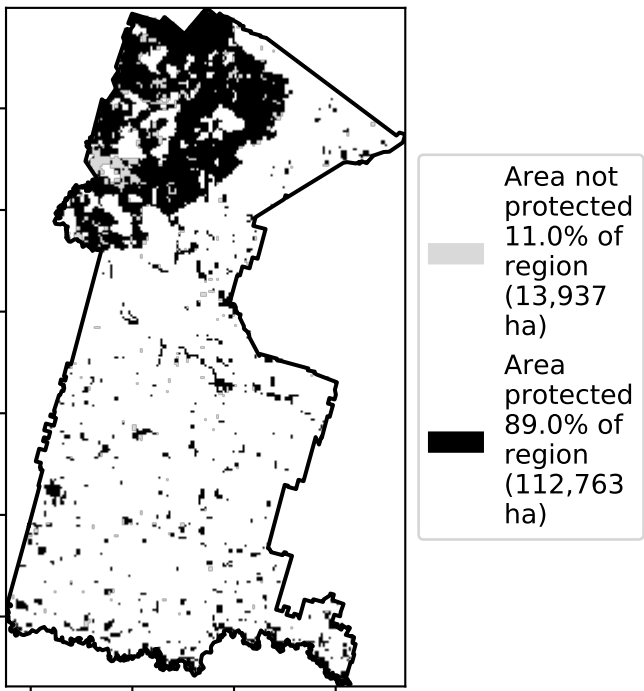 Area not
protected
11.0% of
region
(13,937
ha)
Area
protected
89.0% of
region
(112,763
ha)